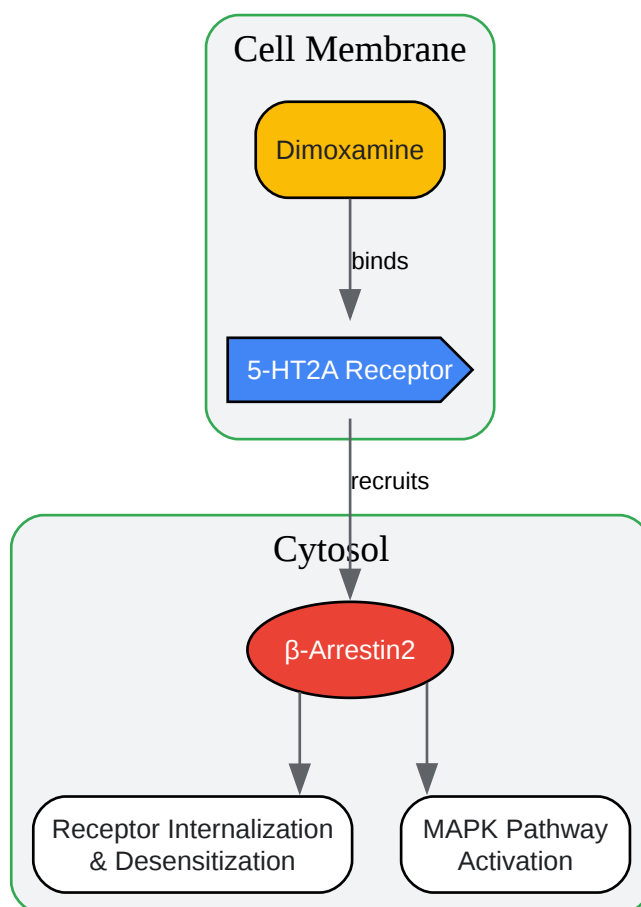 Cell Membrane
Dimoxamine
binds
5-HT2A Receptor
recruits
Cytosol
β-Arrestin2
Receptor Internalization
& Desensitization
MAPK Pathway
Activation